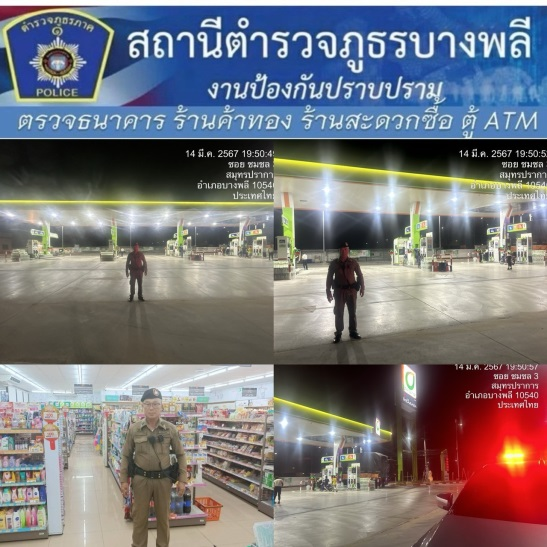 ตำรวจภูธรภาค
๑
POLICE
สถานีตำรวจภูธรบางพลี
งานป้องกันปราบปราม
ตรวจธนาคาร ร้านค้าทอง ร้านสะดวกซื้อ ตู้ ATM
14 มี.ค. 2567 19:50:49
ซอย ชมชล
สมุทรปราการ
อำเภอบางพลี 10540
ประเทศไทย
14 มี.ค. 2567 19:50:52
ซอย ชมชล
สมุทรปราการ
อำเภอบางพลี 10540
ประเทศไทย
14 มี.ค. 2567 19:50:57
ซอย ชมชล 3
สมุทรปราการ
อำเภอบางพลี 10540
ประเทศไทย